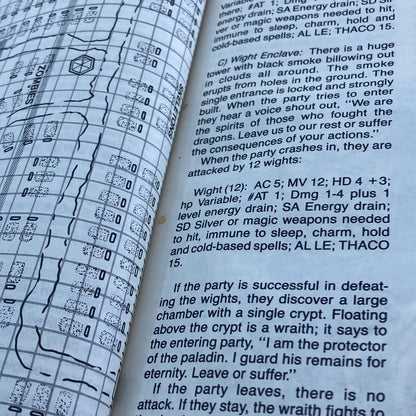 Variable
there: #AT 1; Dmg
energy drain; SA Energy drain; SD Silver
or magic weapons needed to hit,
immune to sleep, charm, hold and
cold-based spells; AL LE; THACO 15.
C) Wight Enclave: There is a huge
tower with black smoke billowing out
in clouds all around. The smoke
erupts from holes in the ground. The
single entrance is locked and strongly
built. When the party tries to enter
they hear a voice shout out, "We are
the spirits of those who fought the
dragons. Leave us to our rest or suffer
the consequences of your actions."
When the party crashes in, they are
attacked by 12 wights:
Wight (12): AC 5; MV 12; HD 4 +3;
hp Variable; #AT 1; Dmg 1-4 plus 1
level energy drain; SA Energy drain;
SD Silver or magic weapons needed
to hit, immune to sleep, charm, hold
and cold-based spells; AL LE; THACO
15.
If the party is successful in defeat-
ing the wights, they discover a large
chamber with a single crypt. Floating
above the crypt is a wraith; it says to
the entering party, "I am the protector
of the paladin. I guard his remains for
eternity. Leave or suffer."
If the party leaves, there is no
attack. If they stay, the wraith fights to